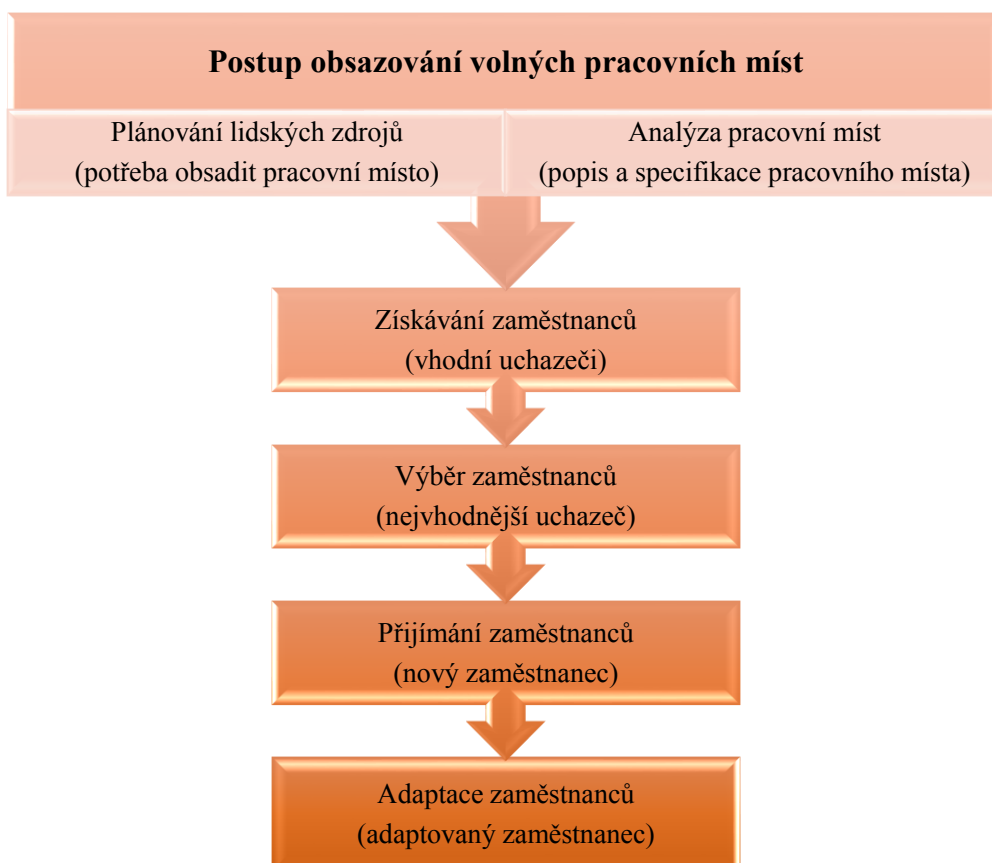 Postup obsazování volných pracovních míst
Plánování lidských zdrojů
(potřeba obsadit pracovní místo)
Analýza pracovní míst
(popis a specifikace pracovního místa)
Získávání zaměstnanců
(vhodní uchazeči)
Výběr zaměstnanců
(nejvhodnější uchazeč)
Přijímání zaměstnanců
(nový zaměstnanec)
Adaptace zaměstnanců
(adaptovaný zaměstnanec)